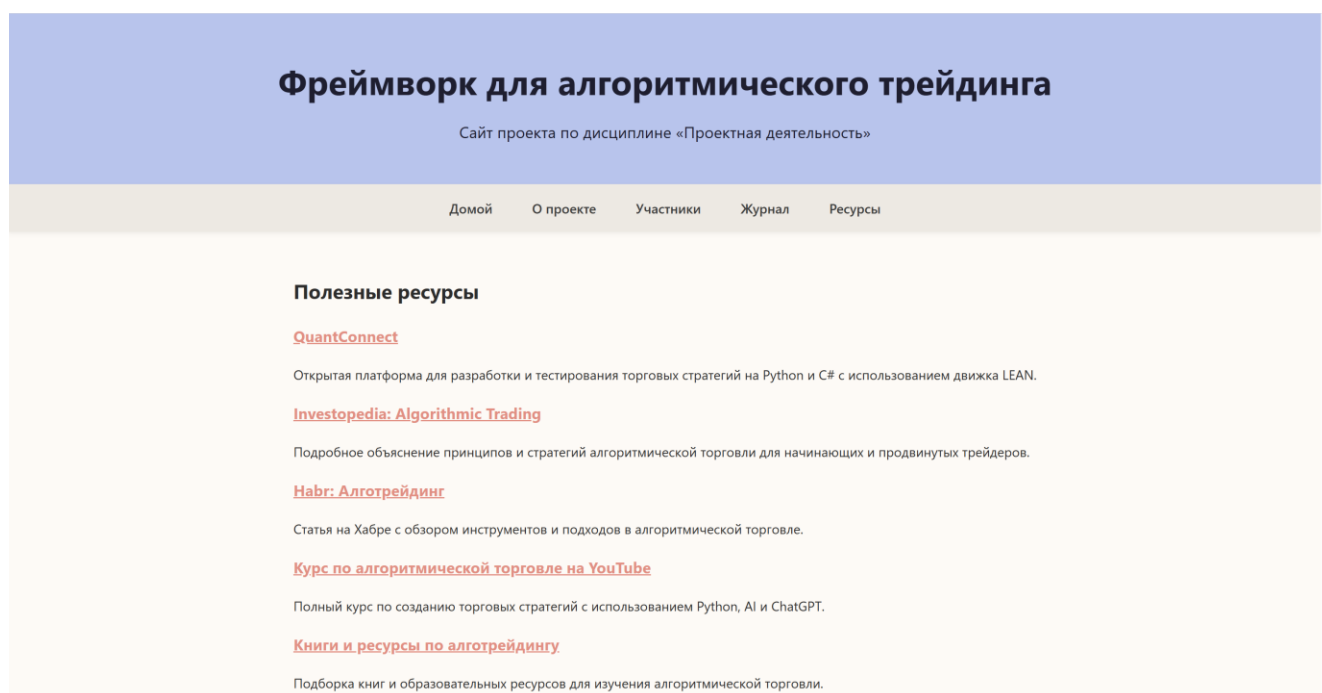 Фреймворк для алгоритмического трейдинга
Сайт проекта по дисциплине «Проектная деятельность»
Домой О проекте Участники Журнал Ресурсы
Полезные ресурсы
QuantConnect
Открытая платформа для разработки и тестирования торговых стратегий на Python и C# с использованием движка LEAN.
Investopedia: Algorithmic Trading
Подробное объяснение принципов и стратегий алгоритмической торговли для начинающих и продвинутых трейдеров.
Habr: Алготрейдинг
Статья на Хабре с обзором инструментов и подходов в алгоритмической торговле.
Курс по алгоритмической торговле на YouTube
Полный курс по созданию торговых стратегий с использованием Python, AI и ChatGPT.
Книги и ресурсы по алготрейдингу
Подборка книг и образовательных ресурсов для изучения алгоритмической торговли.